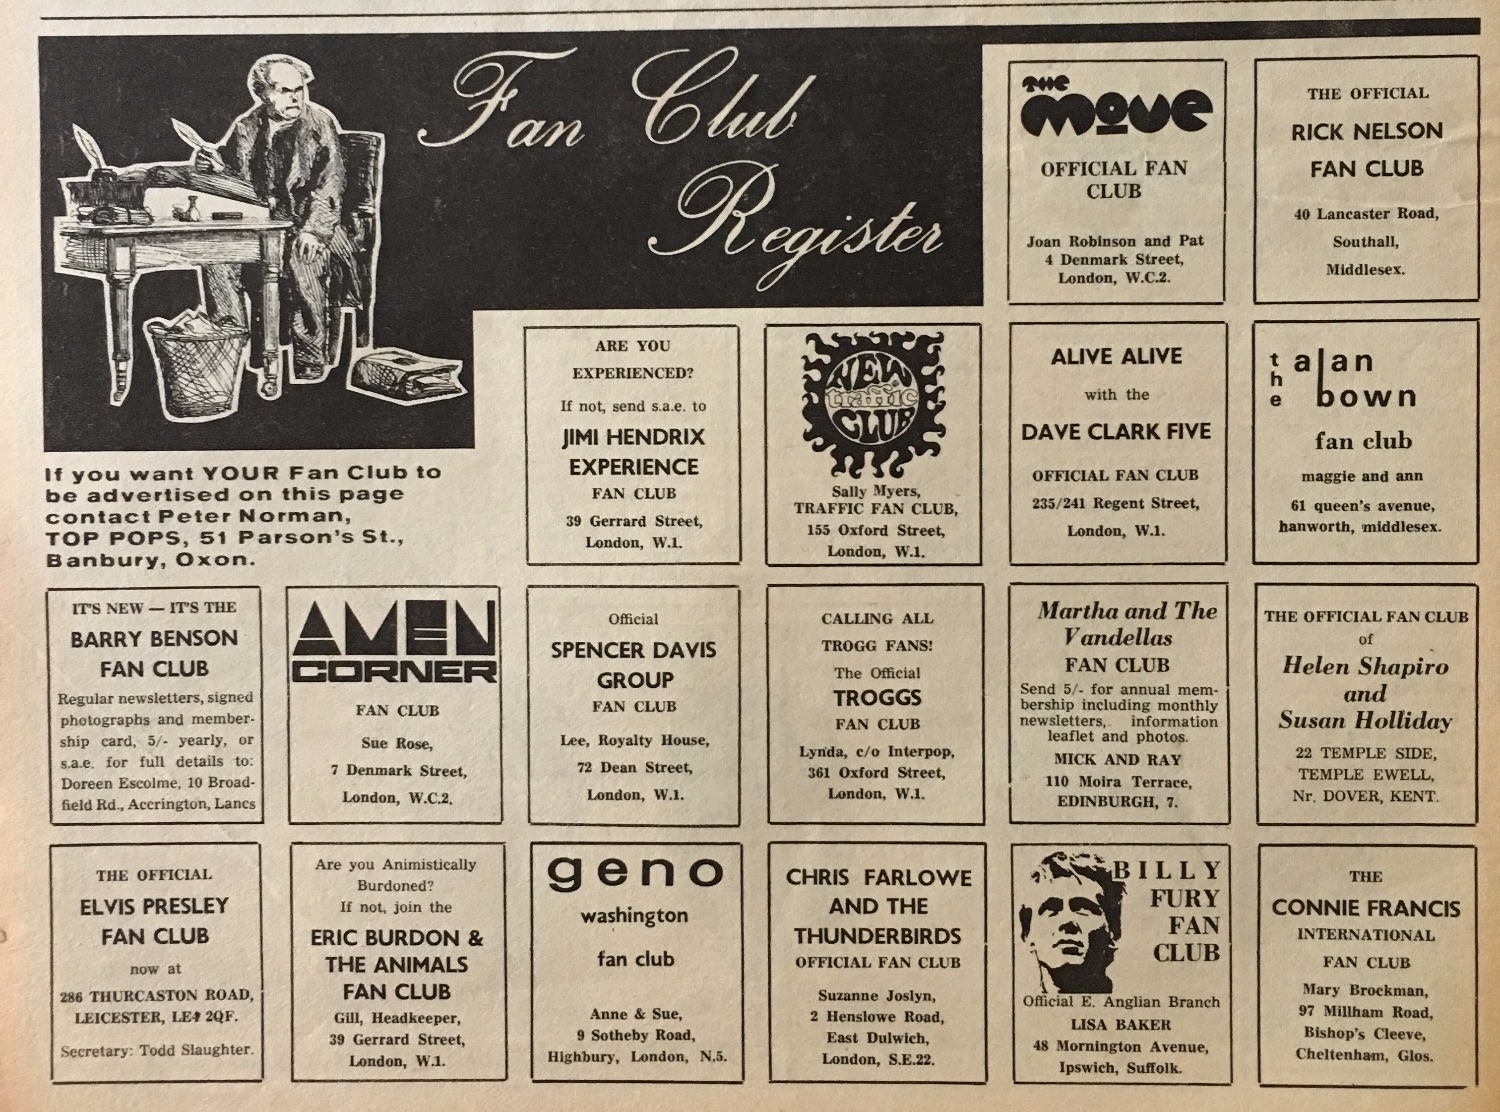 Fan Club
Register
If you want YOUR Fan Club to
be advertised on this page
contact Peter Norman,
TOP POPS, 51 Parson's St.,
Banbury, Oxon.
THE
MOVE
OFFICIAL FAN
CLUB
Joan Robinson and Pat
4 Denmark Street,
London, W.C.2.
THE OFFICIAL
RICK NELSON
FAN CLUB
40 Lancaster Road,
Southall,
Middlesex.
ARE YOU
EXPERIENCED?
If not, send s.a.e. to
JIMI HENDRIX
EXPERIENCE
FAN CLUB
39 Gerrard Street,
London, W.1.
NEW
traffic
CLUB
Sally Myers,
TRAFFIC FAN CLUB,
155 Oxford Street,
London, W.1.
ALIVE ALIVE
with the
DAVE CLARK FIVE
OFFICIAL FAN CLUB
235/241 Regent Street,
London, W.1.
the alan
bown
fan club
maggie and ann
61 queen's avenue,
hanworth, middlesex.
IT'S NEW — IT'S THE
BARRY BENSON
FAN CLUB
Regular newsletters, signed
photographs and member-
ship card, 5/- yearly, or
s.a.e. for full details to:
Doreen Escolme, 10 Broad-
field Rd., Accrington, Lancs
AMEN
CORNER
FAN CLUB
Sue Rose,
7 Denmark Street,
London, W.C.2.
Official
SPENCER DAVIS
GROUP
FAN CLUB
Lee, Royalty House,
72 Dean Street,
London, W.1.
CALLING ALL
TROGG FANS!
The Official
TROGGS
FAN CLUB
Lynda, c/o Interpop,
361 Oxford Street,
London, W.1.
Martha and The
Vandellas
FAN CLUB
Send 5/- for annual mem-
bership including monthly
newsletters, information
leaflet and photos.
MICK AND RAY
110 Moira Terrace,
EDINBURGH, 7.
THE OFFICIAL FAN CLUB
of
Helen Shapiro
and
Susan Holliday
22 TEMPLE SIDE,
TEMPLE EWELL,
Nr. DOVER, KENT.
THE OFFICIAL
ELVIS PRESLEY
FAN CLUB
now at
286 THURCASTON ROAD,
LEICESTER, LE4 2QF.
Secretary: Todd Slaughter.
Are you Animistically
Burdoned?
If not, join the
ERIC BURDON &
THE ANIMALS
FAN CLUB
Gill, Headkeeper,
39 Gerrard Street,
London, W.1.
geno
washington
fan club
Anne & Sue,
9 Sotheby Road,
Highbury, London, N.5.
CHRIS FARLOWE
AND THE
THUNDERBIRDS
OFFICIAL FAN CLUB
Suzanne Joslyn,
2 Henslowe Road,
East Dulwich,
London, S.E.22.
BILLY
FURY
FAN
CLUB
Official E. Anglian Branch
LISA BAKER
48 Mornington Avenue,
Ipswich, Suffolk.
THE
CONNIE FRANCIS
INTERNATIONAL
FAN CLUB
Mary Brockman,
97 Millham Road,
Bishop's Cleeve,
Cheltenham, Glos.